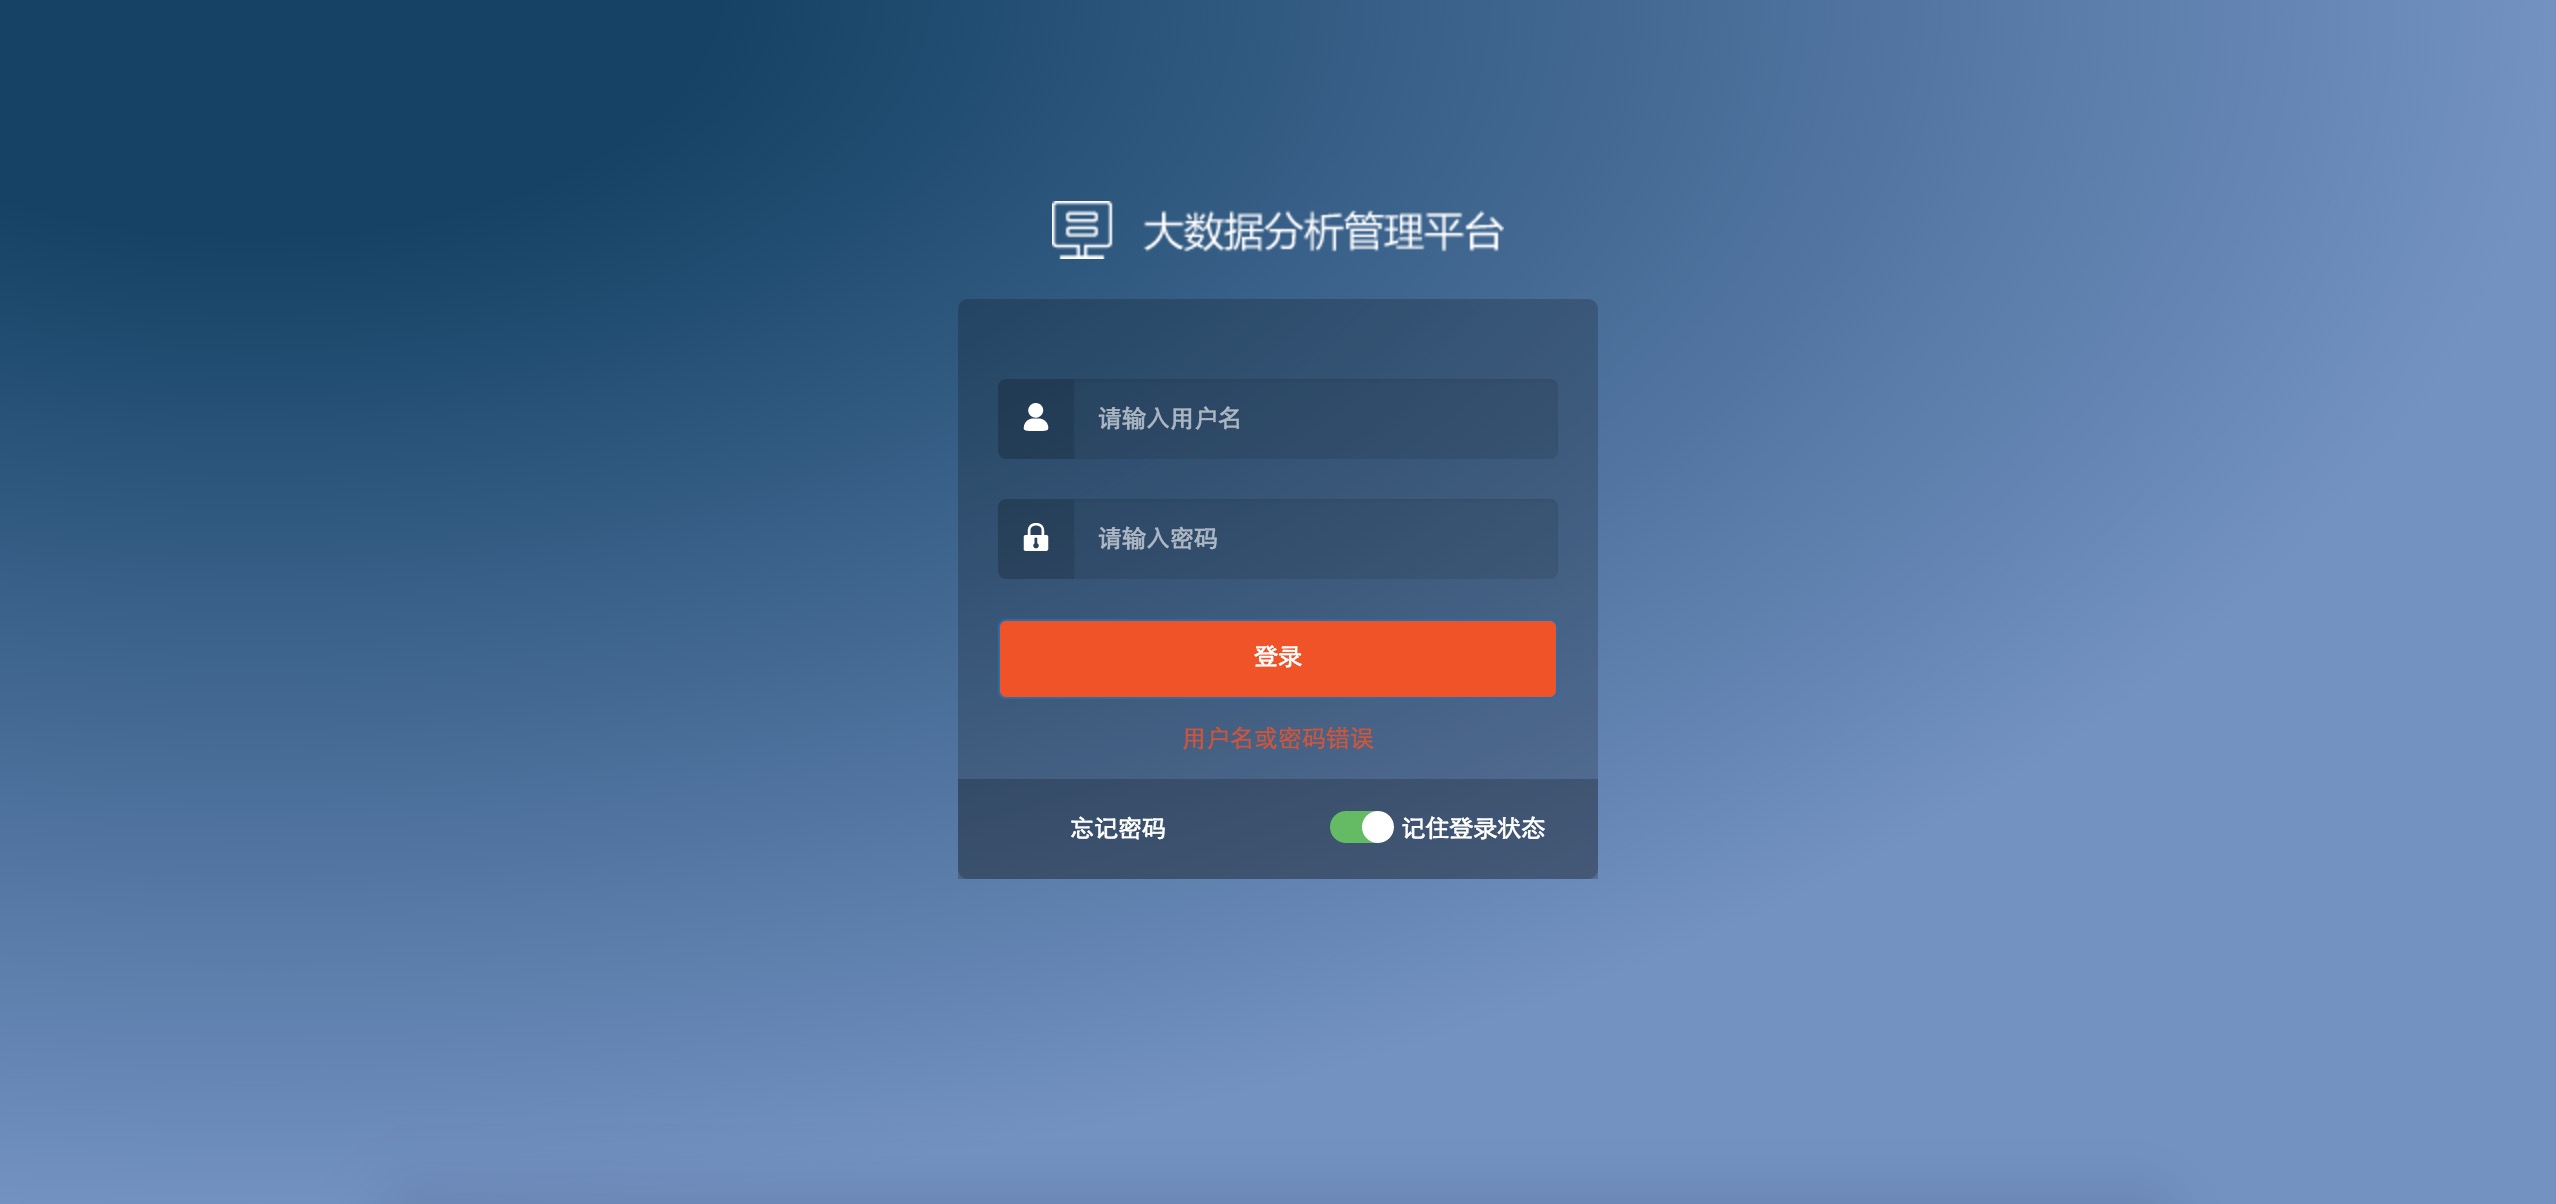 大数据分析管理平台
请输入用户名
请输入密码
登录
用户名或密码错误
忘记密码 记住登录状态